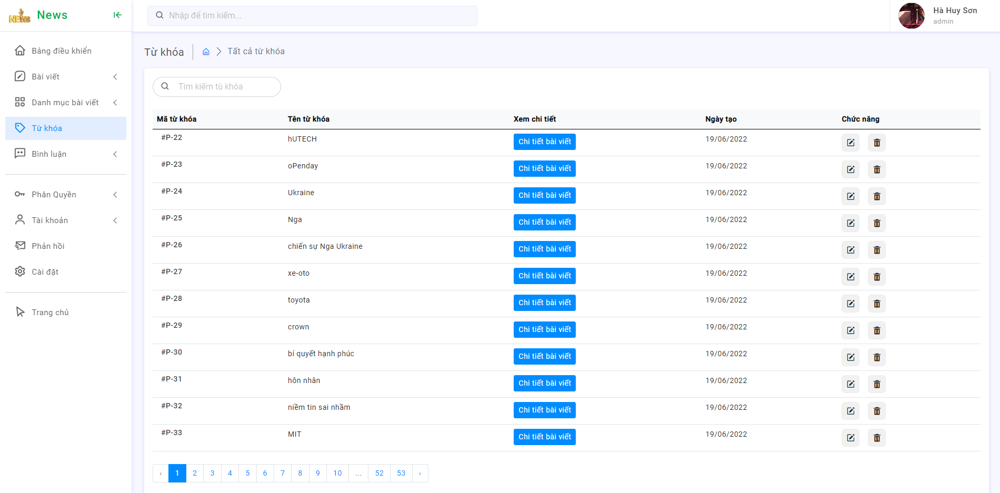 NEWS News
Nhập để tìm kiếm...
Hà Huy Sơn
admin
Bảng điều khiển
Bài viết
Danh mục bài viết
Từ khóa
Bình luận
Phân Quyền
Tài khoản
Phản hồi
Cài đặt
Trang chủ
Từ khóa Tất cả từ khóa
Tìm kiếm tù khóa
Mã từ khóa Tên từ khóa Xem chi tiết Ngày tạo Chức năng
#P-22 hUTECH Chi tiết bài viết 19/06/2022
#P-23 oPenday Chi tiết bài viết 19/06/2022
#P-24 Ukraine Chi tiết bài viết 19/06/2022
#P-25 Nga Chi tiết bài viết 19/06/2022
#P-26 chiến sự Nga Ukraine Chi tiết bài viết 19/06/2022
#P-27 xe-oto Chi tiết bài viết 19/06/2022
#P-28 toyota Chi tiết bài viết 19/06/2022
#P-29 crown Chi tiết bài viết 19/06/2022
#P-30 bí quyết hạnh phúc Chi tiết bài viết 19/06/2022
#P-31 hôn nhân Chi tiết bài viết 19/06/2022
#P-32 niềm tin sai nhầm Chi tiết bài viết 19/06/2022
#P-33 MIT Chi tiết bài viết 19/06/2022
‹ 1 2 3 4 5 6 7 8 9 10 ... 52 53 ›